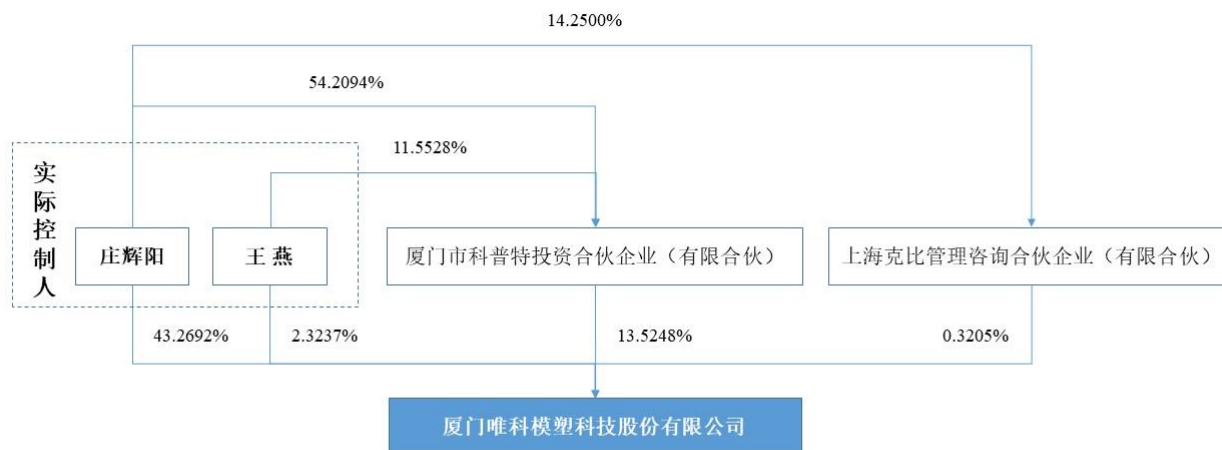 14.2500%
54.2094%
11.5528%
实际控制人
庄辉阳
王 燕
厦门市科普特投资合伙企业（有限合伙）
上海克比管理咨询合伙企业（有限合伙）
43.2692%
2.3237%
13.5248%
0.3205%
厦门唯科模塑科技股份有限公司